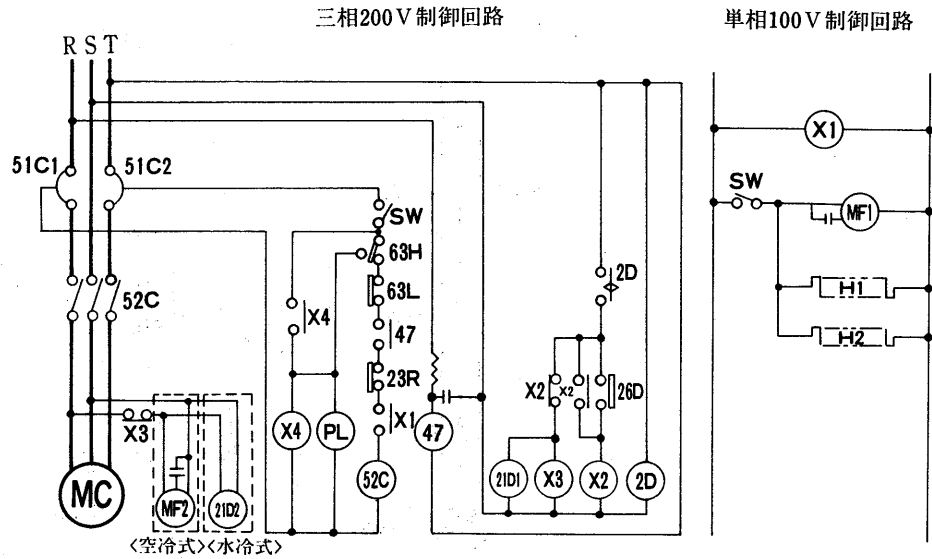 三相200V制御回路
単相100V制御回路
R S T
51C1
51C2
SW
63H
63L
47
23R
X1
52C
X4
X4
PL
52C
47
2D
X2
X2
26D
21D1
X3
X2
2D
X3
MC
MF2
21D2
<空冷式><水冷式>
X1
SW
MF1
H1
H2